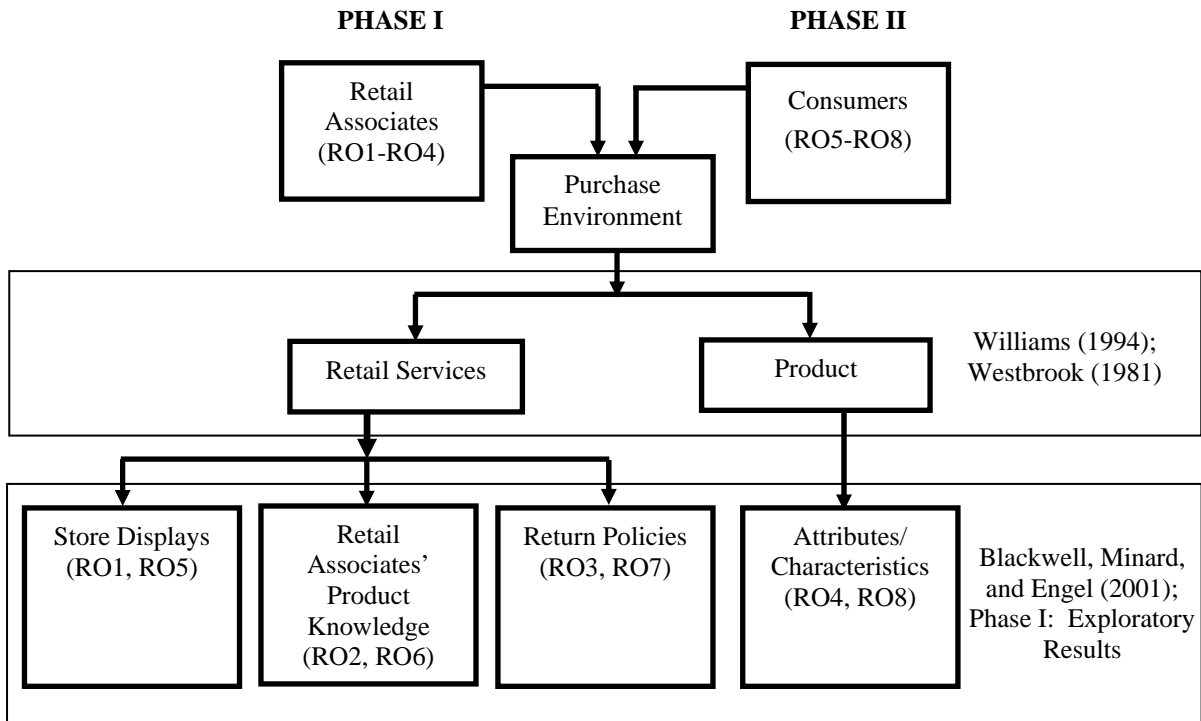 PHASE I
PHASE II
Retail
Associates
(RO1-RO4)
Consumers
(RO5-RO8)
Purchase
Environment
Retail Services
Product
Williams (1994);
Westbrook (1981)
Store Displays
(RO1, RO5)
Retail
Associates’
Product
Knowledge
(RO2, RO6)
Return Policies
(RO3, RO7)
Attributes/
Characteristics
(RO4, RO8)
Blackwell, Minard,
and Engel (2001);
Phase I: Exploratory
Results